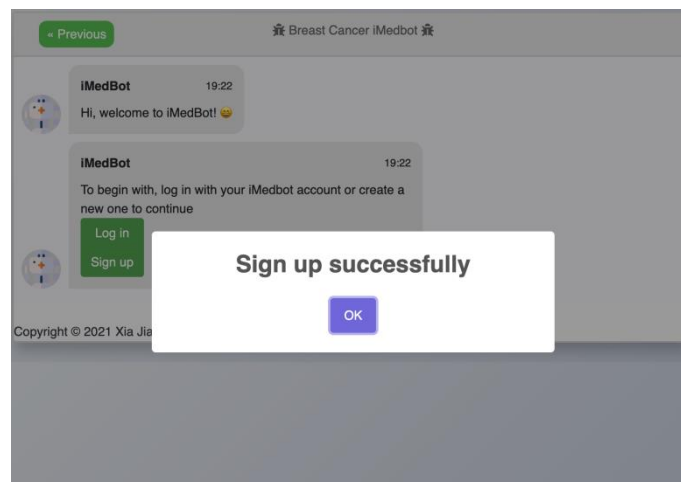 « Previous
Breast Cancer iMedbot
iMedBot 19:22
Hi, welcome to iMedBot!
iMedBot 19:22
To begin with, log in with your iMedbot account or create a
new one to continue
Log in
Sign up
Sign up successfully
OK
Copyright © 2021 Xia Jia